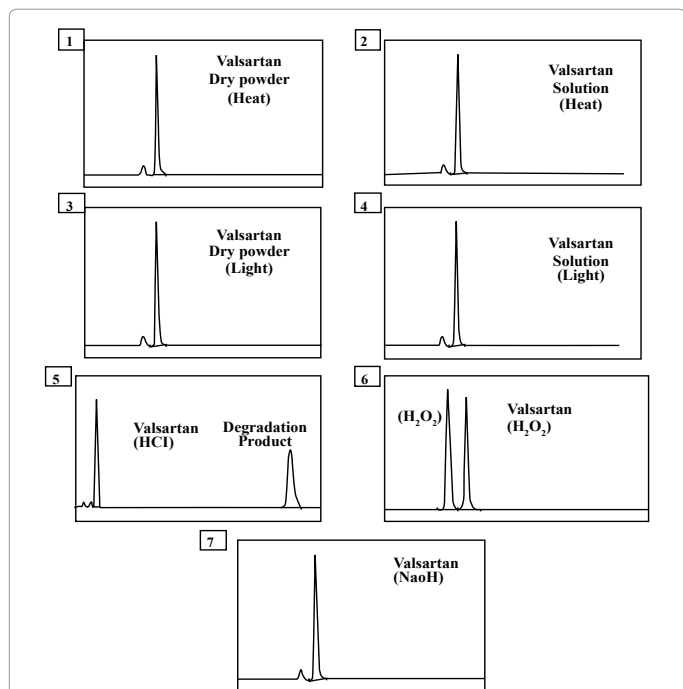 1
Valsartan
Dry powder
(Heat)
2
Valsartan
Solution
(Heat)
3
Valsartan
Dry powder
(Light)
4
Valsartan
Solution
(Light)
5
Valsartan
(HCI)
Degradation
Product
6
(H₂O₂)
Valsartan
(H₂O₂)
7
Valsartan
(NaoH)